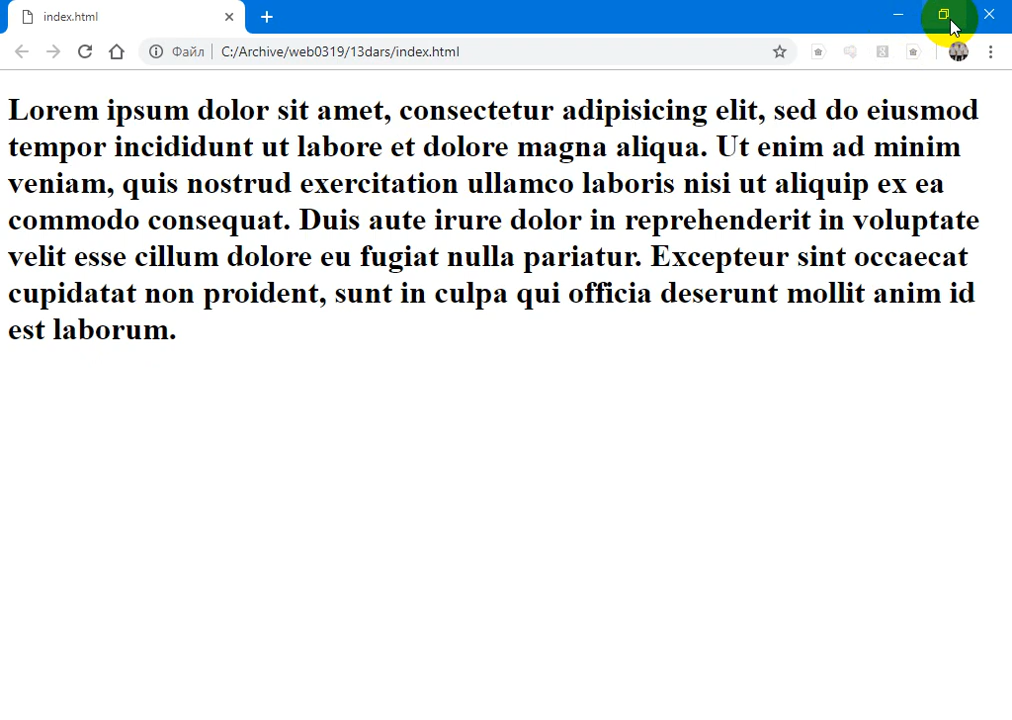 index.html
Файл C:/Archive/web0319/13dars/index.html
Lorem ipsum dolor sit amet, consectetur adipisicing elit, sed do eiusmod
tempor incididunt ut labore et dolore magna aliqua. Ut enim ad minim
veniam, quis nostrud exercitation ullamco laboris nisi ut aliquip ex ea
commodo consequat. Duis aute irure dolor in reprehenderit in voluptate
velit esse cillum dolore eu fugiat nulla pariatur. Excepteur sint occaecat
cupidatat non proident, sunt in culpa qui officia deserunt mollit anim id
est laborum.